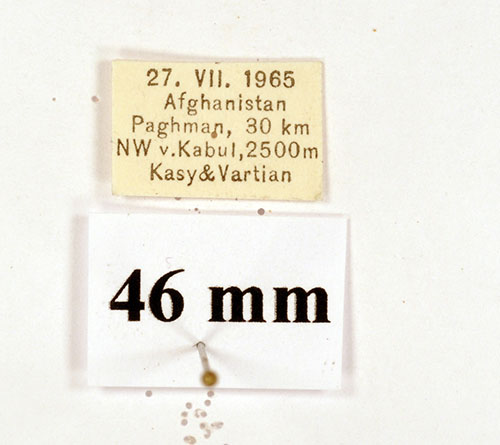 27. VII. 1965
Afghanistan
Paghman, 30 km
NW v.Kabul,2500m
Kasy&Vartian
46 mm